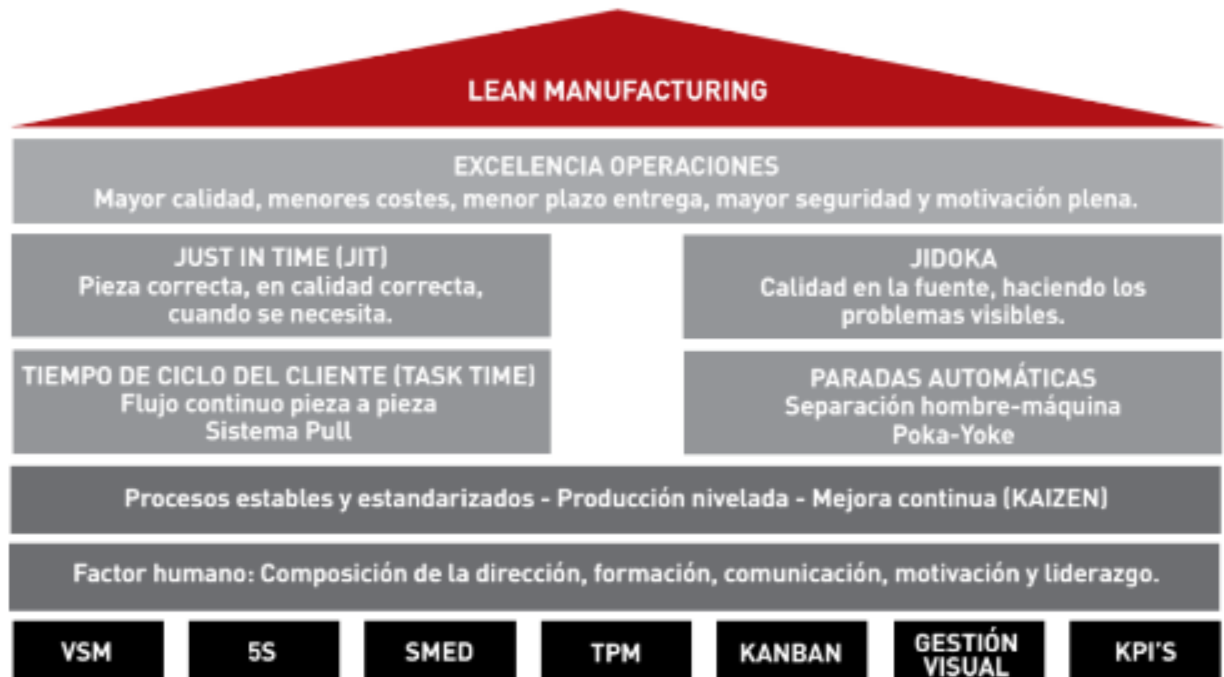 LEAN MANUFACTURING
EXCELENCIA OPERACIONES
Mayor calidad, menores costes, menor plazo entrega, mayor seguridad y motivación plena.
JUST IN TIME (JIT)
Pieza correcta, en calidad correcta,
cuando se necesita.
JIDOKA
Calidad en la fuente, haciendo los
problemas visibles.
TIEMPO DE CICLO DEL CLIENTE (TASK TIME)
Flujo continuo pieza a pieza
Sistema Pull
PARADAS AUTOMÁTICAS
Separación hombre-máquina
Poka-Yoke
Procesos estables y estandarizados - Producción nivelada - Mejora continua (KAIZEN)
Factor humano: Composición de la dirección, formación, comunicación, motivación y liderazgo.
VSM
5S
SMED
TPM
KANBAN
GESTIÓN
VISUAL
KPI'S